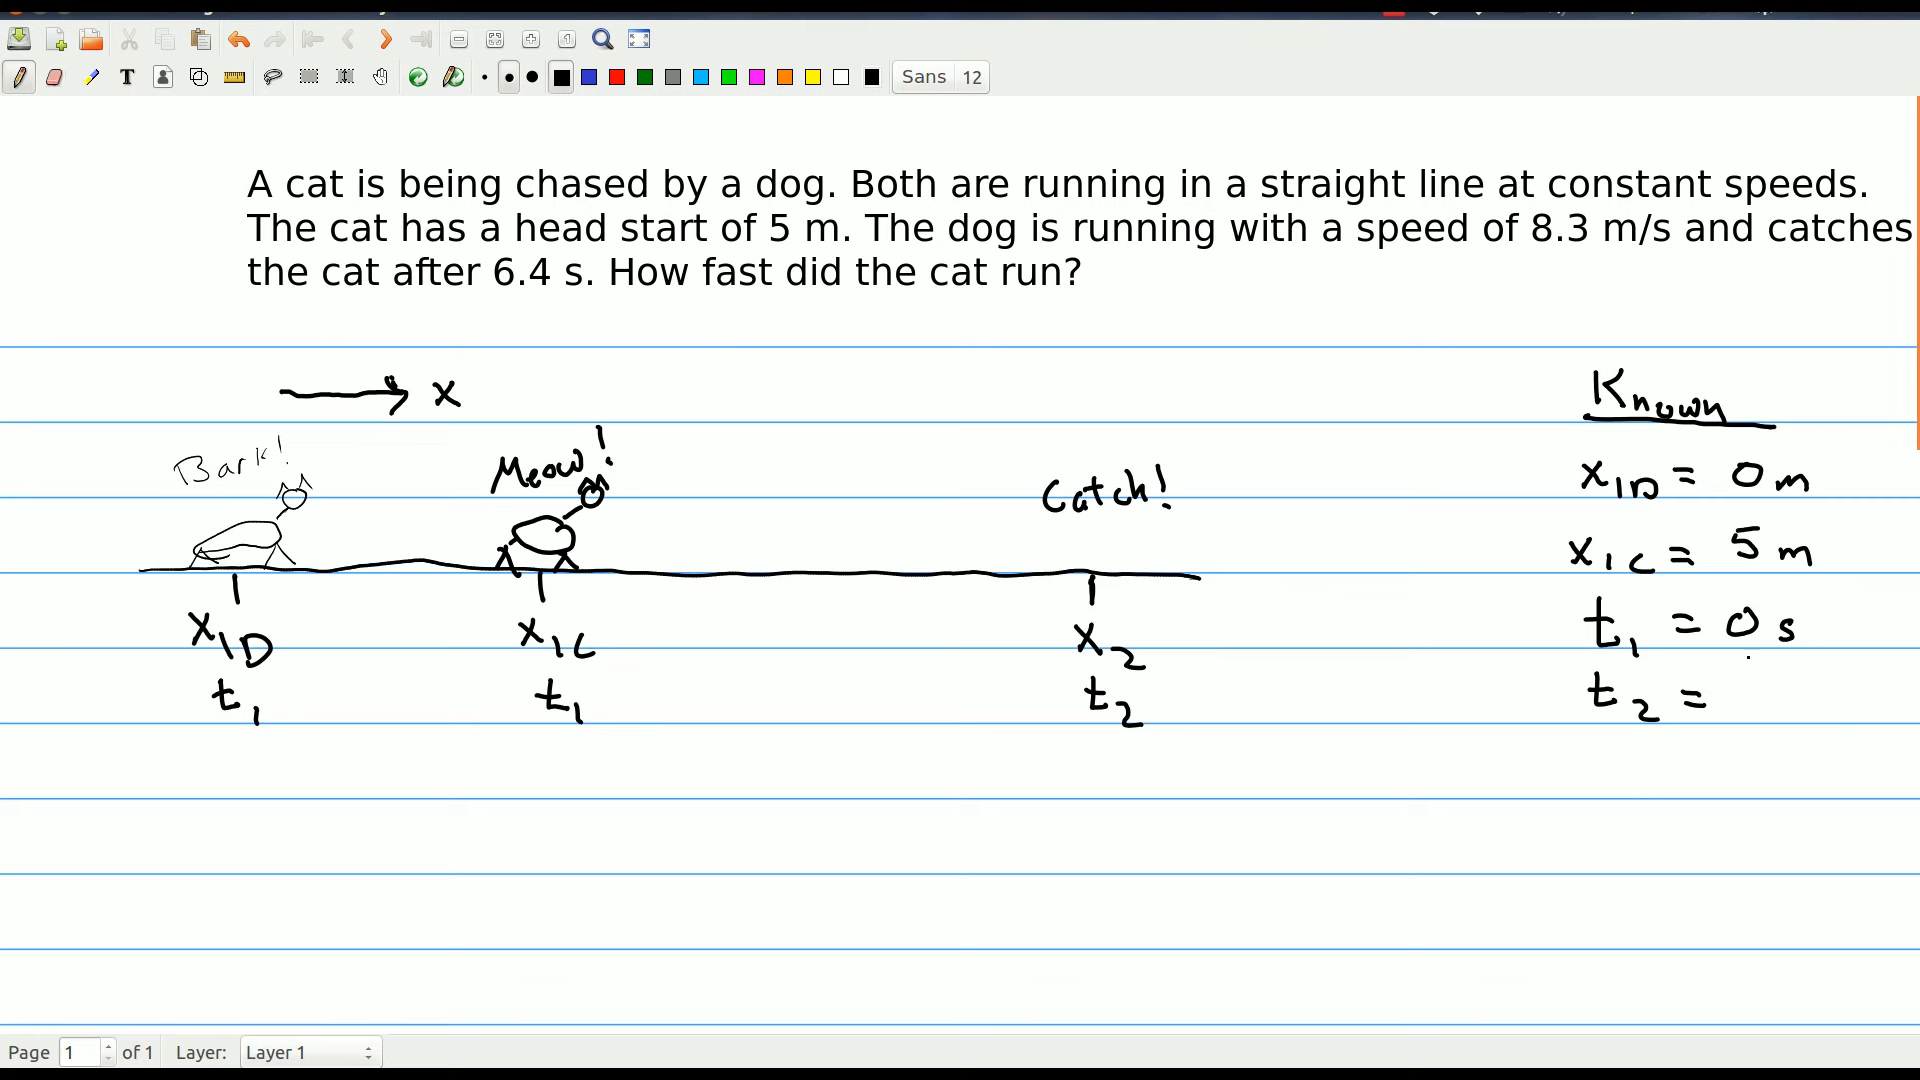 Sans 12
A cat is being chased by a dog. Both are running in a straight line at constant speeds.
The cat has a head start of 5 m. The dog is running with a speed of 8.3 m/s and catches
the cat after 6.4 s. How fast did the cat run?
x
Known
Bark!
Meow!
Catch!
x1D = 0 m
x1C = 5 m
x1D
x1C
x2
t1 = 0 s
t1
t1
t2
t2 =
Page 1 of 1 Layer: Layer 1